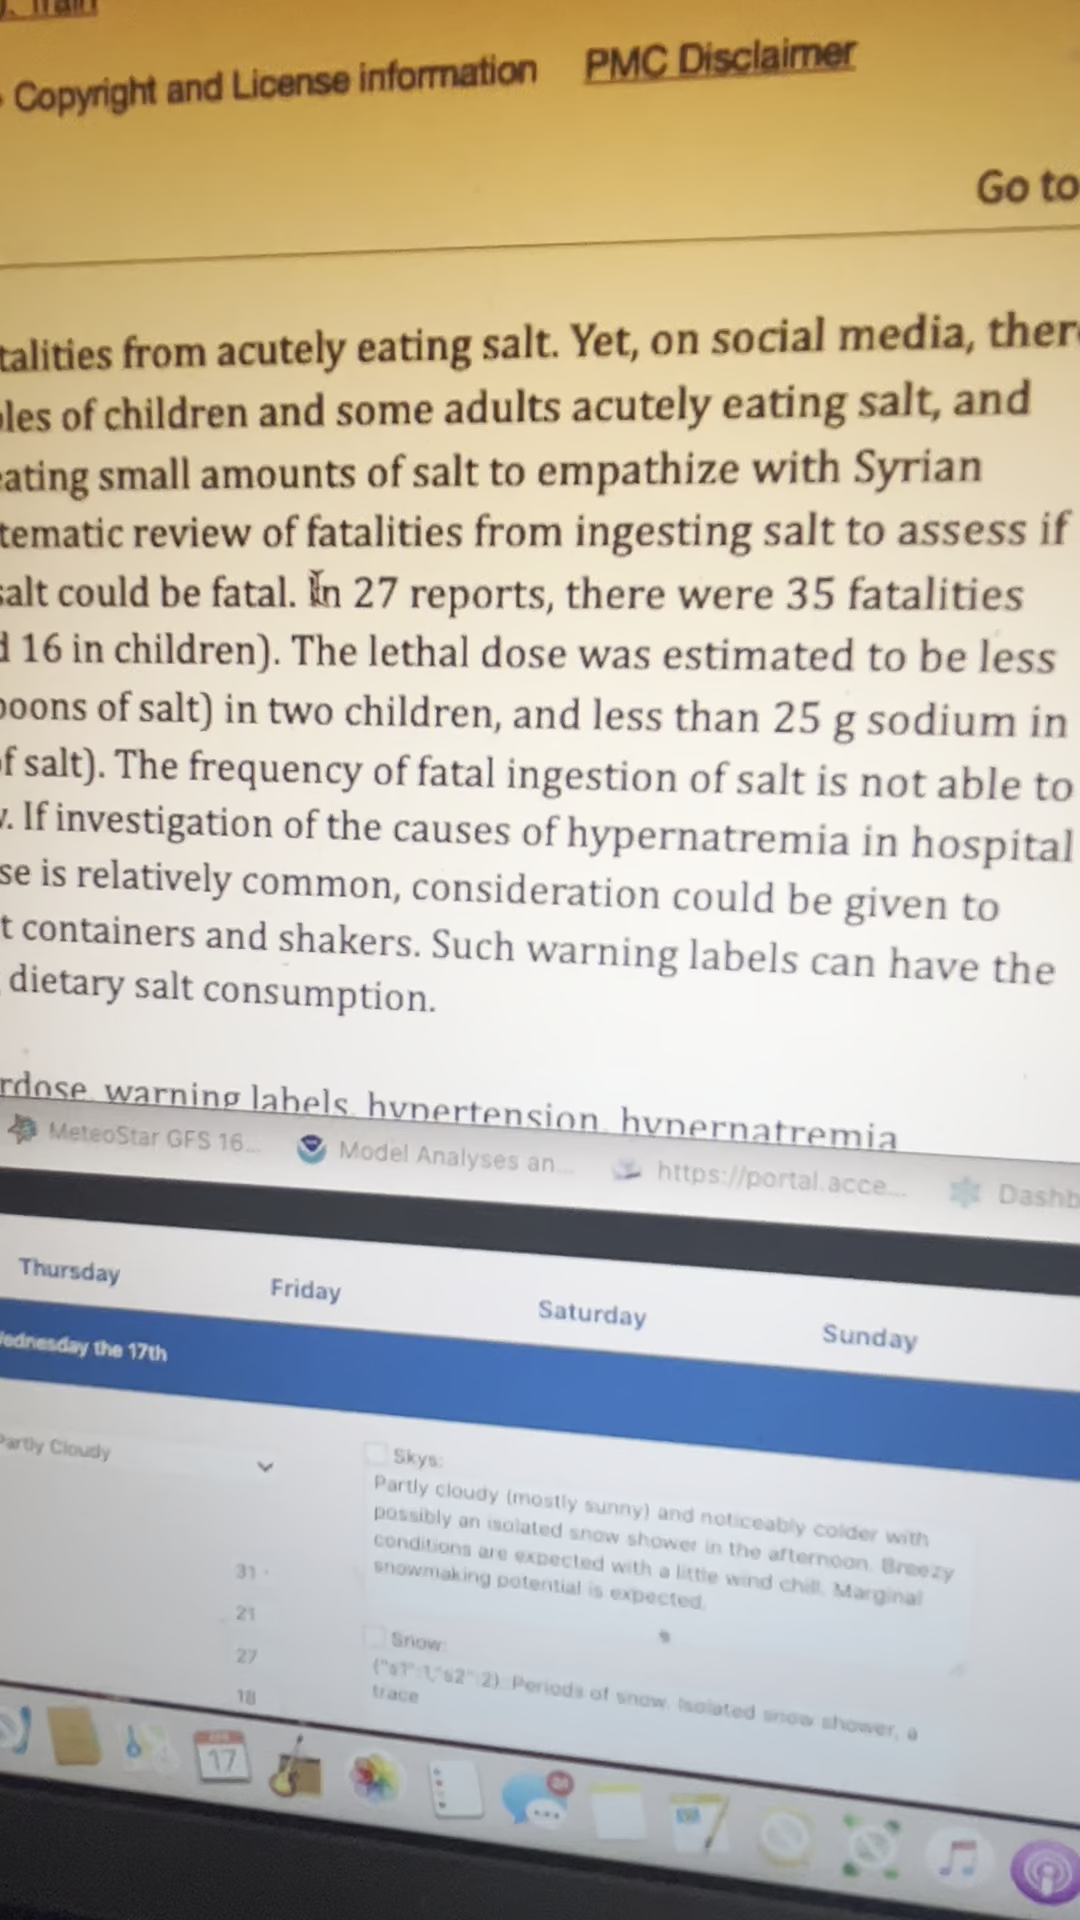 Train
Copyright and License information PMC Disclaimer
Go to
talities from acutely eating salt. Yet, on social media, ther
les of children and some adults acutely eating salt, and
ating small amounts of salt to empathize with Syrian
tematic review of fatalities from ingesting salt to assess if
salt could be fatal. In 27 reports, there were 35 fatalities
d 16 in children). The lethal dose was estimated to be less
poons of salt) in two children, and less than 25 g sodium in
f salt). The frequency of fatal ingestion of salt is not able to
. If investigation of the causes of hypernatremia in hospital
se is relatively common, consideration could be given to
t containers and shakers. Such warning labels can have the
dietary salt consumption.
rdose, warning labels, hypertension, hypernatremia
MeteoStar GFS 16... Model Analyses an... https://portal.acce... Dashb
Thursday Friday Saturday Sunday
Wednesday the 17th
Partly Cloudy
Skys:
Partly cloudy (mostly sunny) and noticeably colder with
possibly an isolated snow shower in the afternoon. Breezy
conditions are expected with a little wind chill. Marginal
snowmaking potential is expected.
31
21
27
18
Snow:
{"s1":1,"s2":2} Periods of snow. Isolated snow shower, a
trace
17